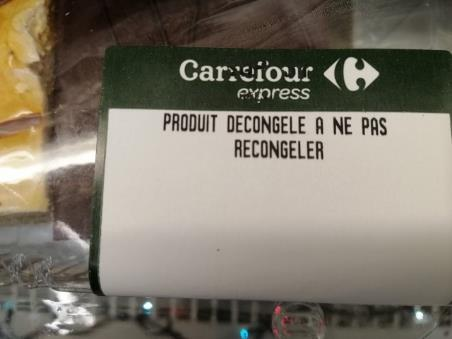 Carrefour
express
PRODUIT DECONGELE A NE PAS
RECONGELER